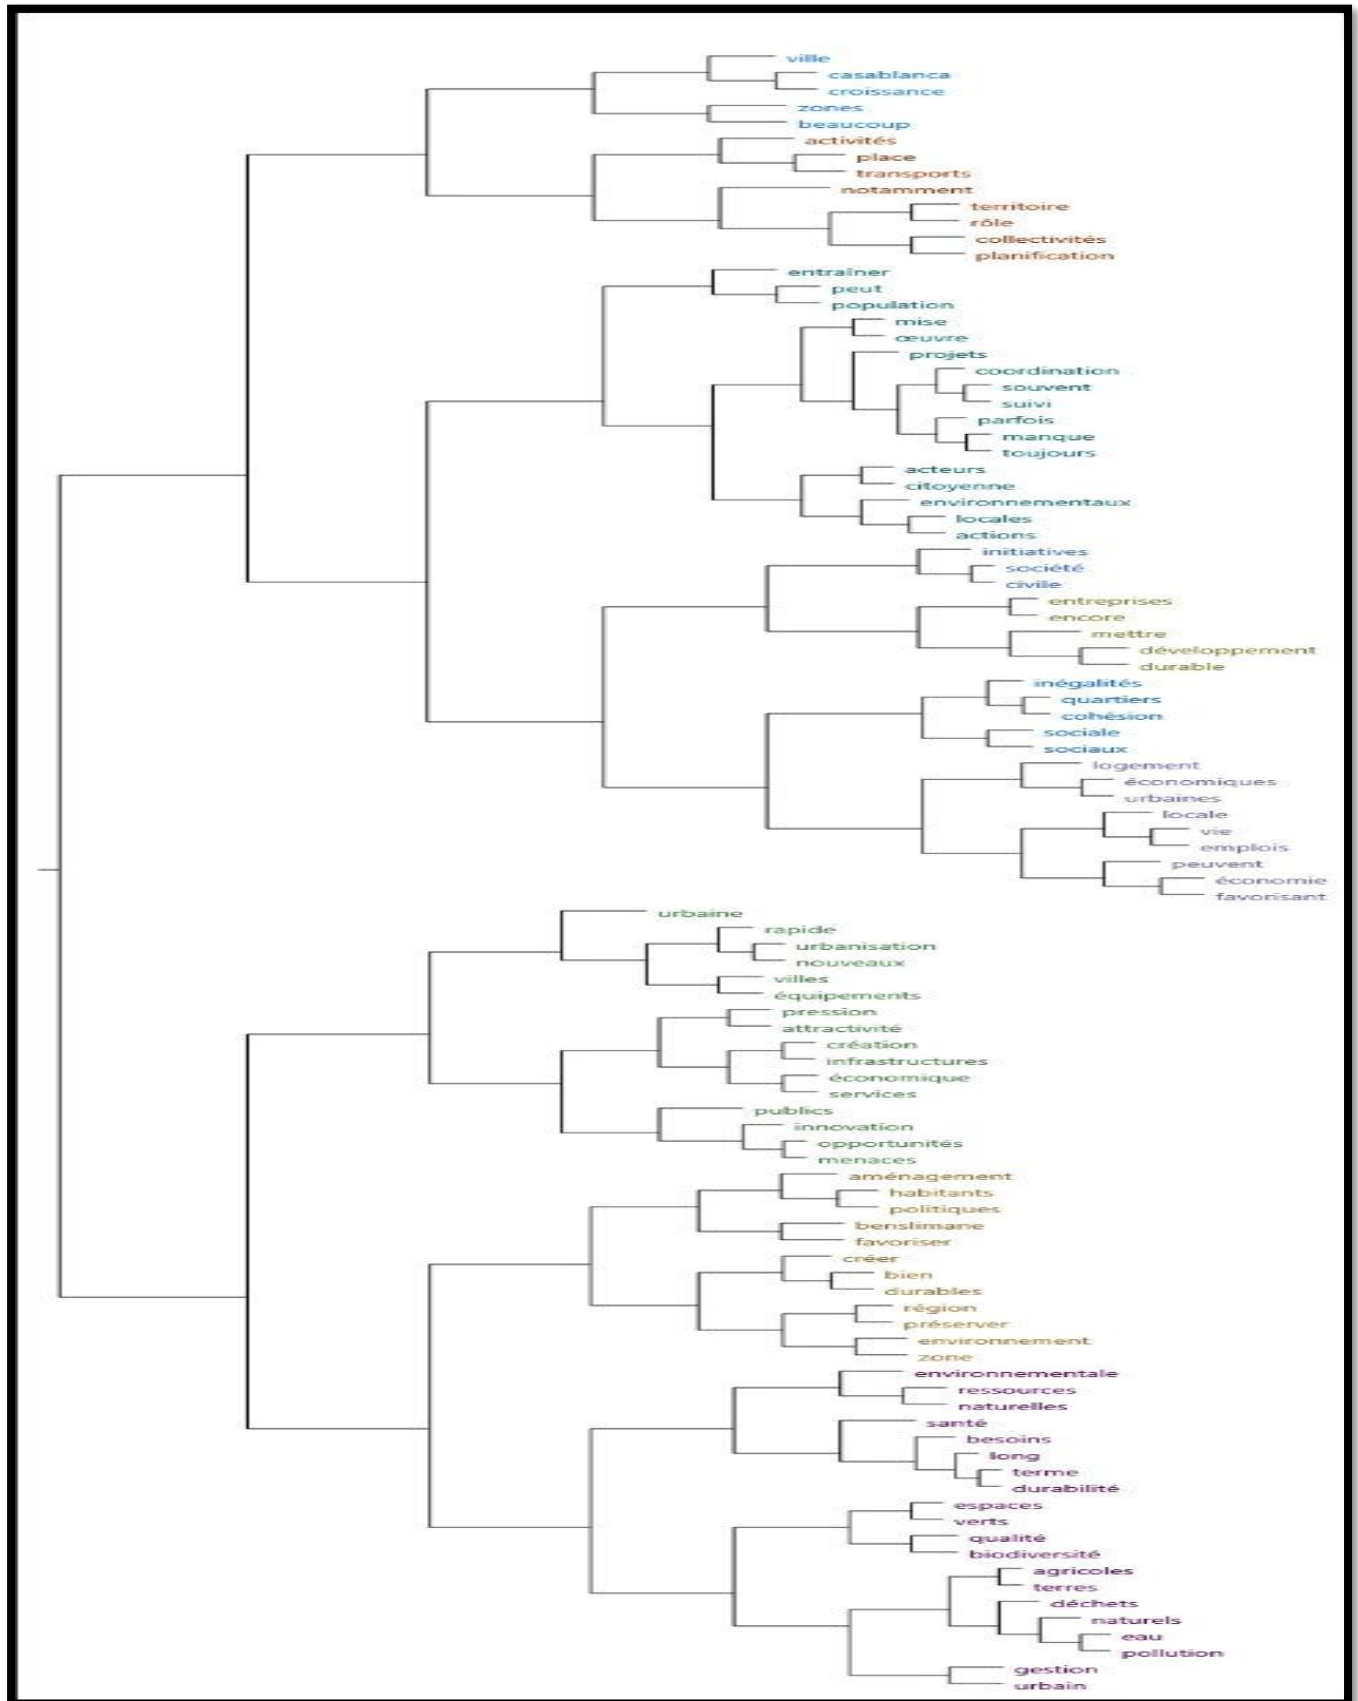 ville
casablanca
croissance
zones
beaucoup
activités
place
transports
notamment
territoire
rôle
collectivités
planification
entraîner
peut
population
mise
œuvre
projets
coordination
souvent
suivi
parfois
manque
toujours
acteurs
citoyenne
environnementaux
locales
actions
initiatives
société
civile
entreprises
encore
mettre
développement
durable
inégalités
quartiers
cohésion
sociale
sociaux
logement
économiques
urbaines
locale
vie
emplois
peuvent
économie
favorisant
urbaine
rapide
urbanisation
nouveaux
villes
équipements
pression
attractivité
création
infrastructures
économique
services
publics
innovation
opportunités
menaces
aménagement
habitants
politiques
benslimane
favoriser
créer
bien
durables
région
préserver
environnement
zone
environnementale
ressources
naturelles
santé
besoins
long
terme
durabilité
espaces
verts
qualité
biodiversité
agricoles
terres
déchets
naturels
eau
pollution
gestion
urbain